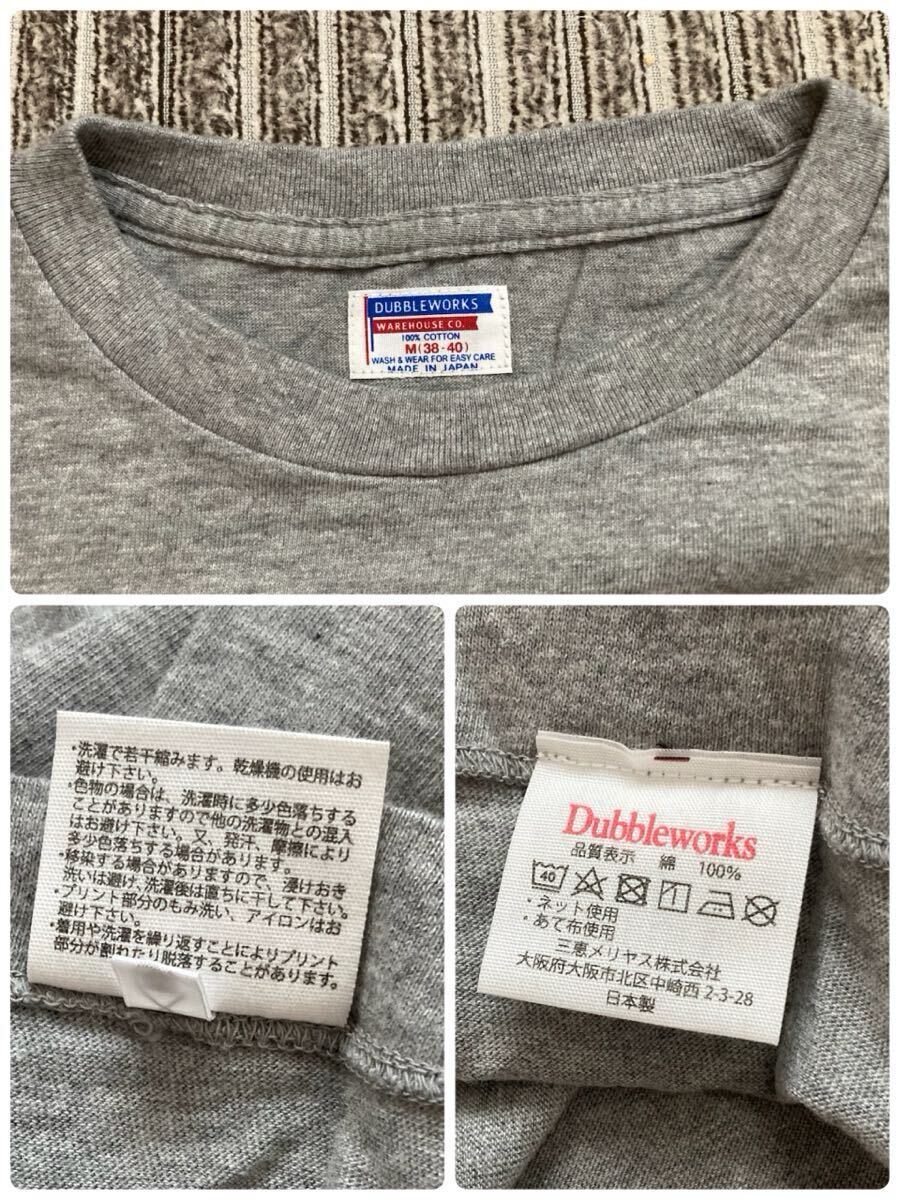 DUBBLEWORKS
WAREHOUSE CO.
100% COTTON
M(38-40)
WASH & WEAR FOR EASY CARE
MADE IN JAPAN
・洗濯で若干縮みます。乾燥機の使用はお
避け下さい。
・色物の場合は、洗濯時に多少色落ちする
ことがありますので他の洗濯物との混入
はお避け下さい。又、発汗、摩擦により
多少色落ちする場合があります。
・移染する場合がありますので、浸けおき
洗いは避け、洗濯後は直ちに干して下さい。
・プリント部分のもみ洗い、アイロンはお
避け下さい。
・着用や洗濯を繰り返すことによりプリント
部分が割れたり脱落することがあります。
Dubbleworks
品質表示 綿 100%
40
・ネット使用
・あて布使用
三恵メリヤス株式会社
大阪府大阪市北区中崎西 2-3-28
日本製